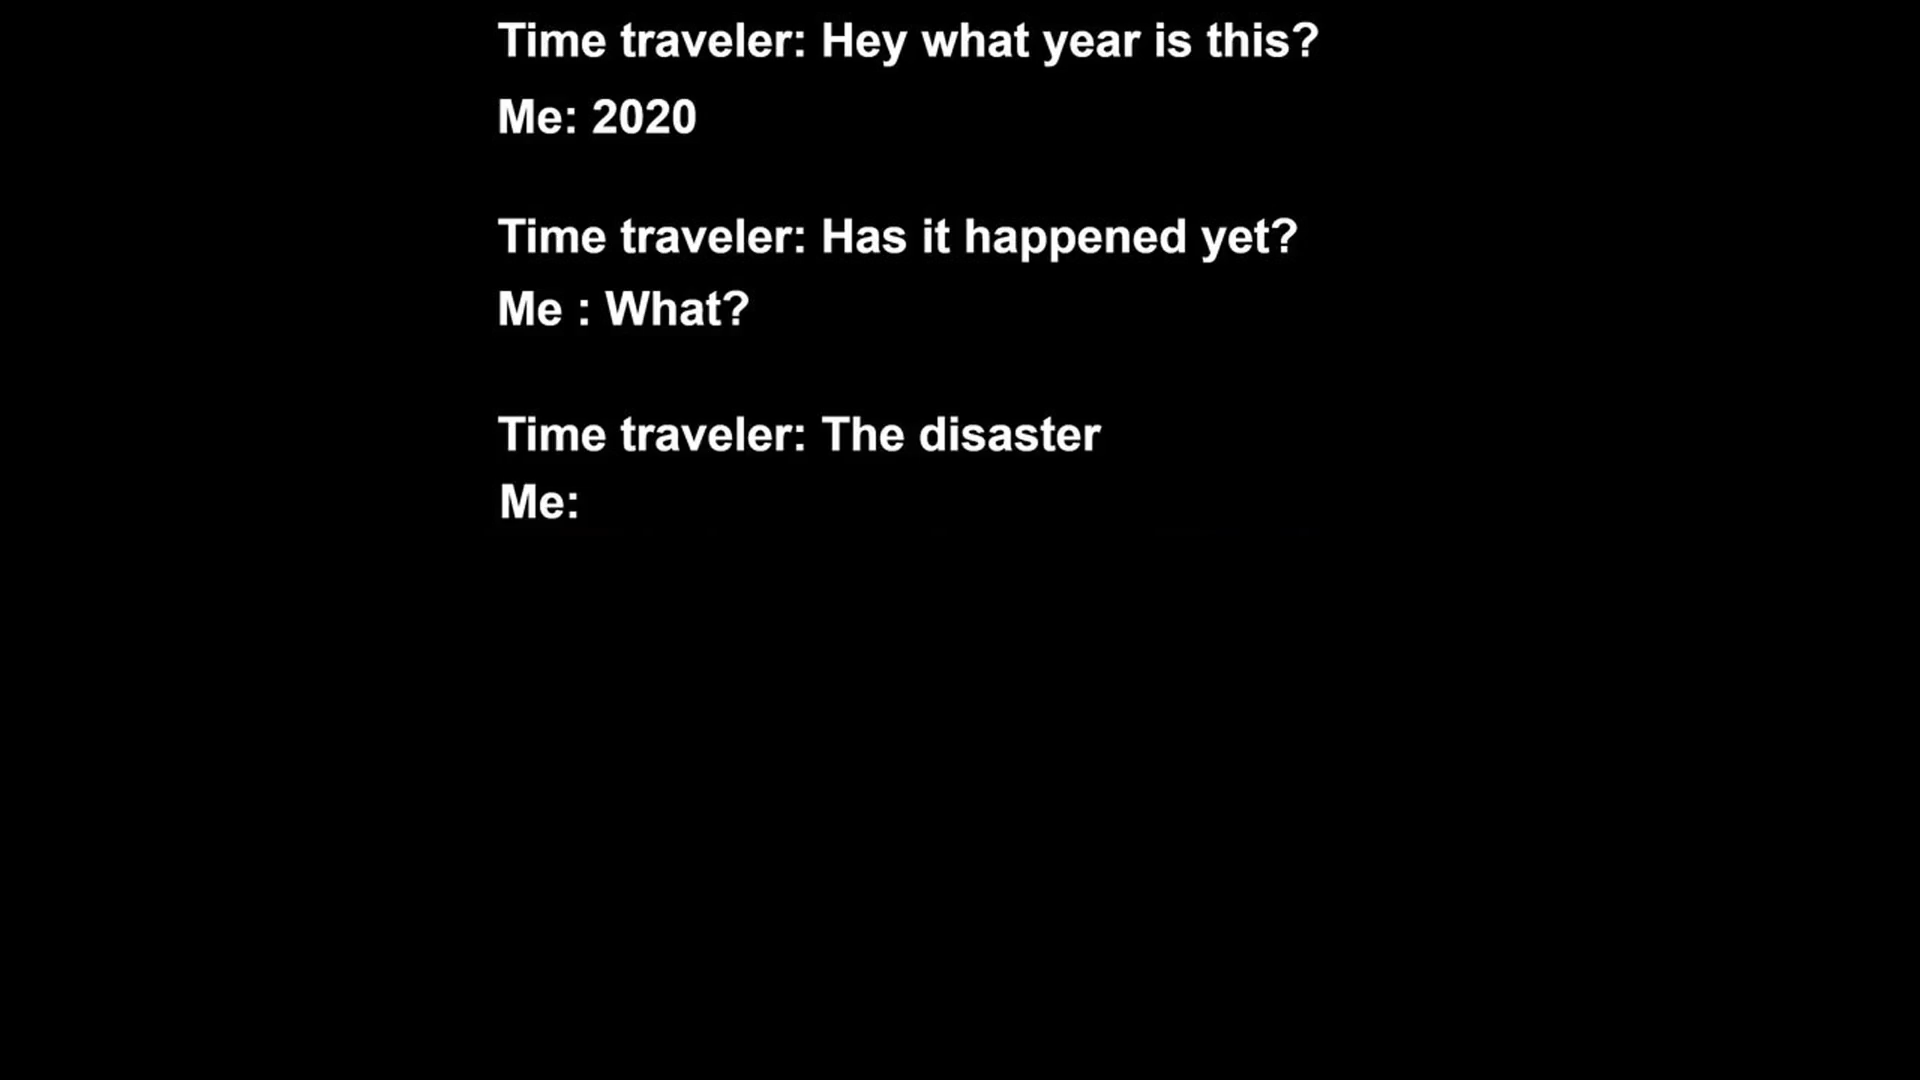 Time traveler: Hey what year is this?
Me: 2020
Time traveler: Has it happened yet?
Me : What?
Time traveler: The disaster
Me: